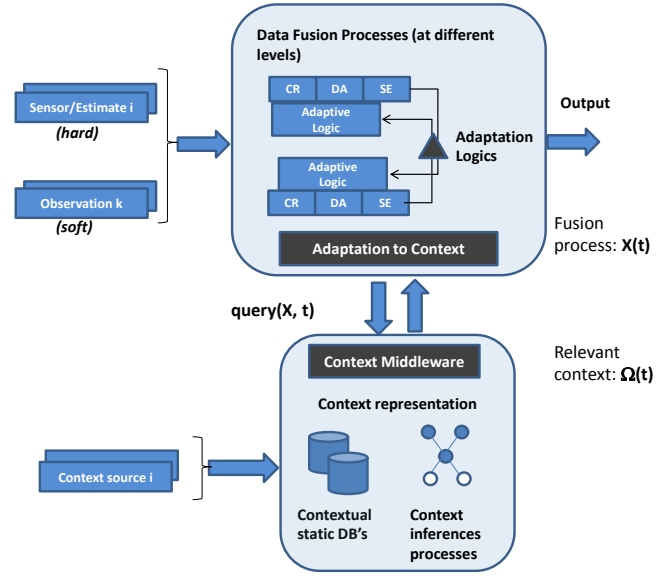 Data Fusion Processes (at different
levels)
CR DA SE
Adaptive Logic
Adaptive
Logic
CR DA SE
Adaptation
Logics
Adaptation to Context
Sensor/Estimate i
(hard)
Observation k
(soft)
Output
Fusion
process: X(t)
query(X, t)
Relevant
context: Ω(t)
Context Middleware
Context representation
Context source i
Contextual
static DB's
Context
inferences
processes